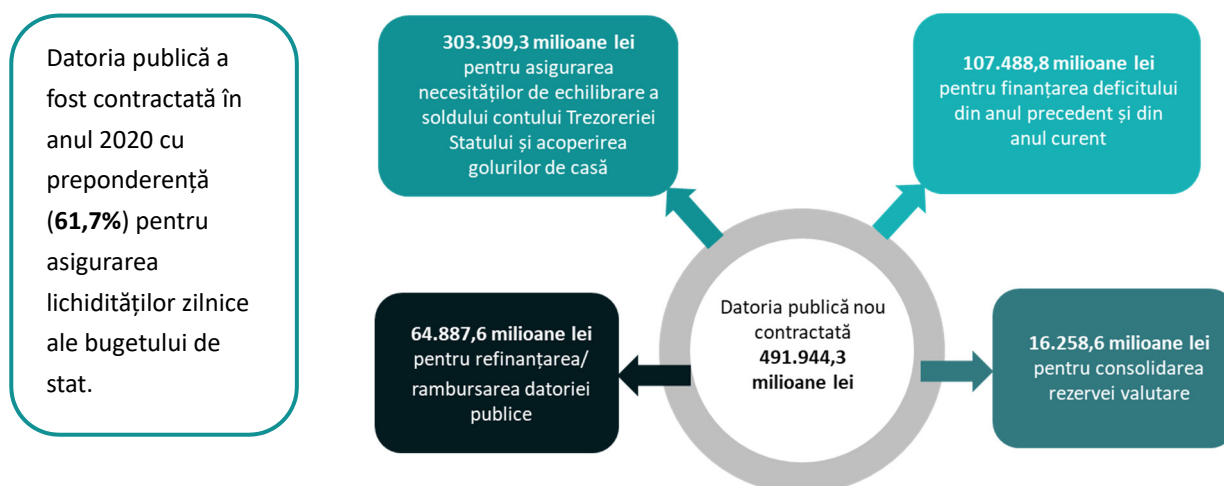 Datoria publică a
fost contractată în
anul 2020 cu
preponderență
(61,7%) pentru
asigurarea
lichidităților zilnice
ale bugetului de
stat.
303.309,3 milioane lei
pentru asigurarea
necesităților de echilibrare a
soldului contului Trezoreriei
Statului și acoperirea
golurilor de casă
107.488,8 milioane lei
pentru finanțarea deficitului
din anul precedent și din
anul curent
64.887,6 milioane lei
pentru refinanțarea/
rambursarea datoriei
publice
Datoria publică nou
contractată
491.944,3
milioane lei
16.258,6 milioane lei
pentru consolidarea
rezervei valutare